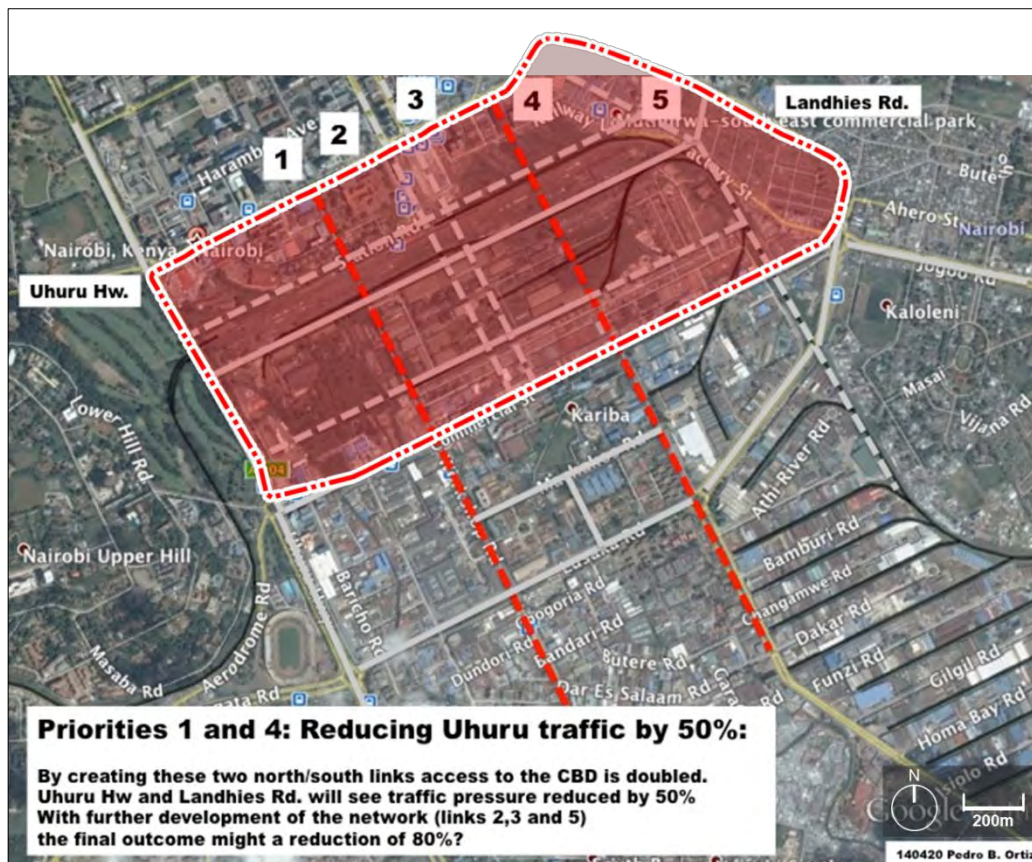 3
4
5
Landhies Rd.
2
1
Bute
Ahero St
Nairobi
Nairobi, Kenya
Nairobi
Uhuru Hw.
Jogoo Rd
Kaloleni
Masai
Vijana Rd
Lower Hill Rd
Kariba
Commercial St
Athi River Rd
Nairobi Upper Hill
Baricho Rd
Lusaka Rd
Bamburi Rd
Changamwe Rd
Aerodrome Rd
Dakar Rd
Dundori Rd
Bandari Rd
Butere Rd
Funzi Rd
Gilgil Rd
Masaba Rd
Dar Es Salaam Rd
Homa Bay Rd
Priorities 1 and 4: Reducing Uhuru traffic by 50%:
By creating these two north/south links access to the CBD is doubled.
Uhuru Hw and Landhies Rd. will see traffic pressure reduced by 50%
With further development of the network (links 2,3 and 5)
the final outcome might a reduction of 80%?
N
Google
200m
140420 Pedro B. Ortiz